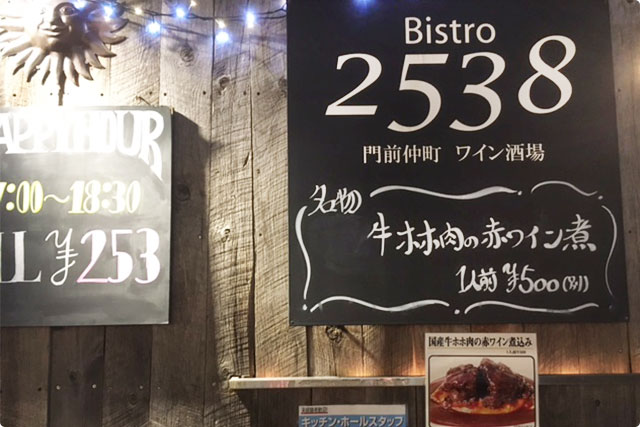 APPY HOUR
7:00〜18:30
LL ¥253
Bistro
2538
門前仲町 ワイン酒場
名物
牛ホホ肉の赤ワイン煮
1人前 ¥500(税別)
国産牛ホホ肉の赤ワイン煮込み
キッチン・ホールスタッフ